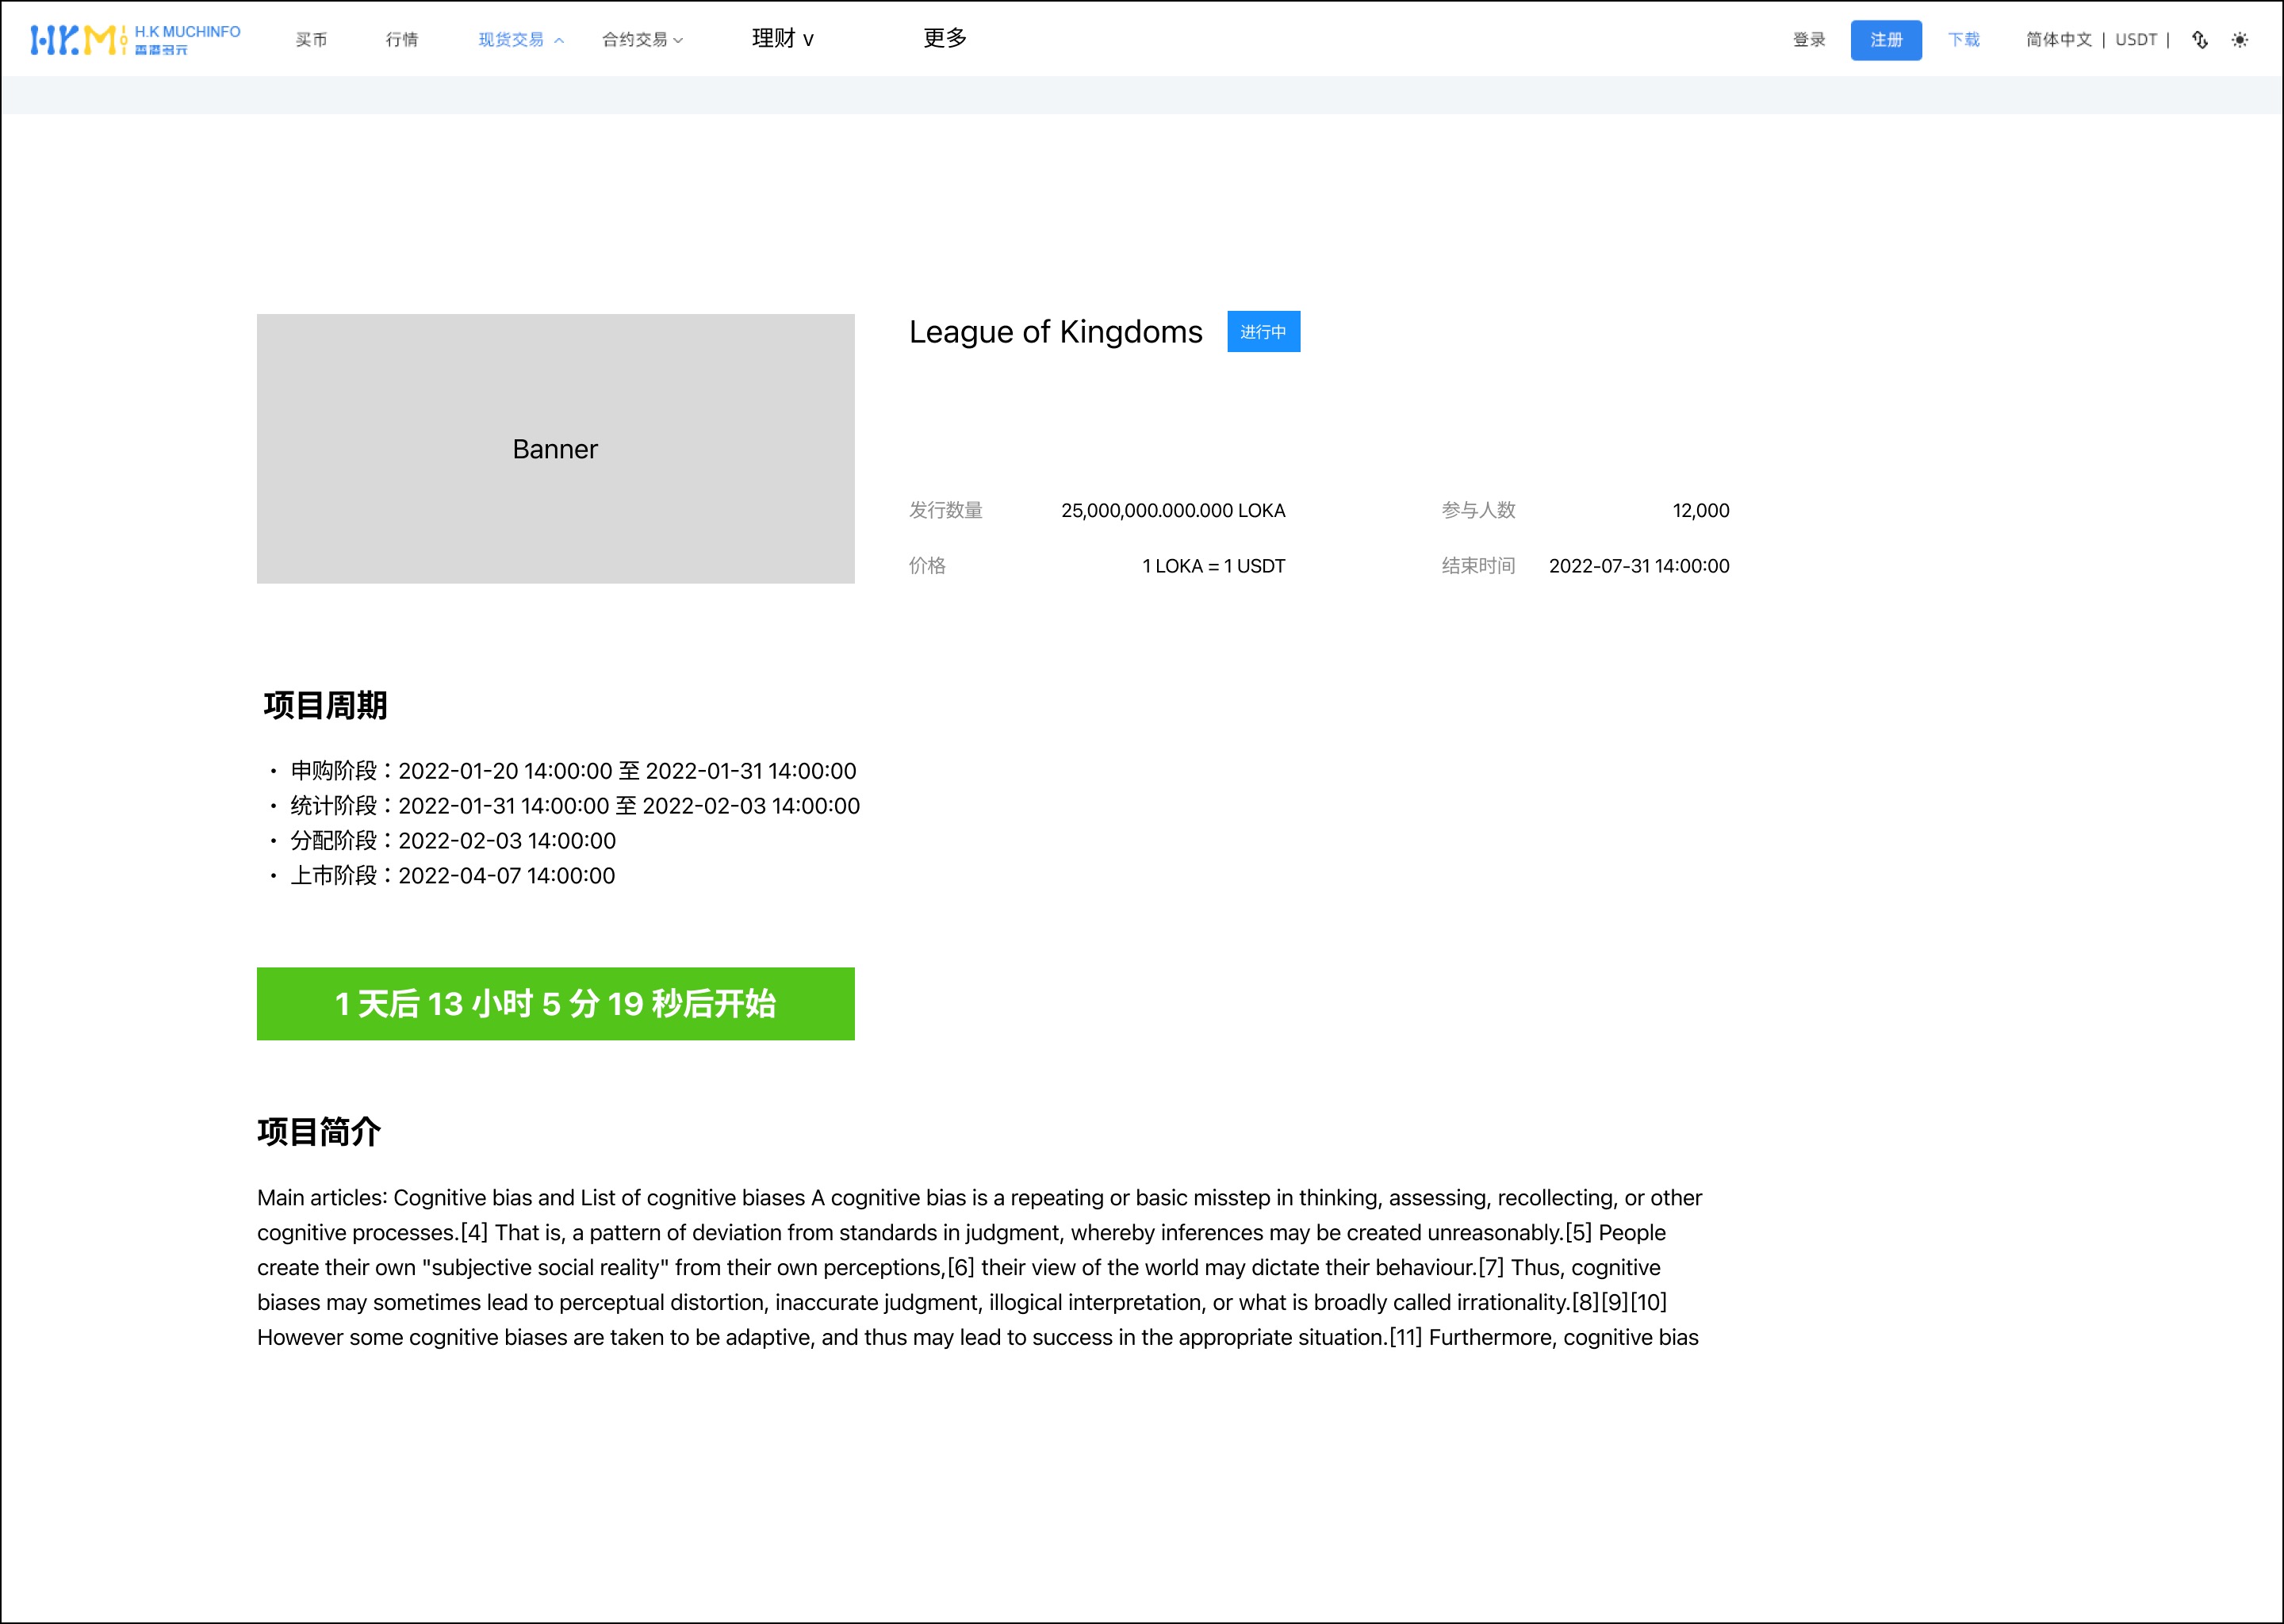 H.K MUCHINFO
买币 行情 现货交易 合约交易 理财 v 更多 登录 注册 下载 简体中文 | USDT |
League of Kingdoms 进行中
Banner
发行数量 25,000,000.000.000 LOKA 参与人数 12,000
价格 1 LOKA = 1 USDT 结束时间 2022-07-31 14:00:00
项目周期
• 申购阶段：2022-01-20 14:00:00 至 2022-01-31 14:00:00
• 统计阶段：2022-01-31 14:00:00 至 2022-02-03 14:00:00
• 分配阶段：2022-02-03 14:00:00
• 上市阶段：2022-04-07 14:00:00
1 天后 13 小时 5 分 19 秒后开始
项目简介
Main articles: Cognitive bias and List of cognitive biases A cognitive bias is a repeating or basic misstep in thinking, assessing, recollecting, or other
cognitive processes.[4] That is, a pattern of deviation from standards in judgment, whereby inferences may be created unreasonably.[5] People
create their own "subjective social reality" from their own perceptions,[6] their view of the world may dictate their behaviour.[7] Thus, cognitive
biases may sometimes lead to perceptual distortion, inaccurate judgment, illogical interpretation, or what is broadly called irrationality.[8][9][10]
However some cognitive biases are taken to be adaptive, and thus may lead to success in the appropriate situation.[11] Furthermore, cognitive bias